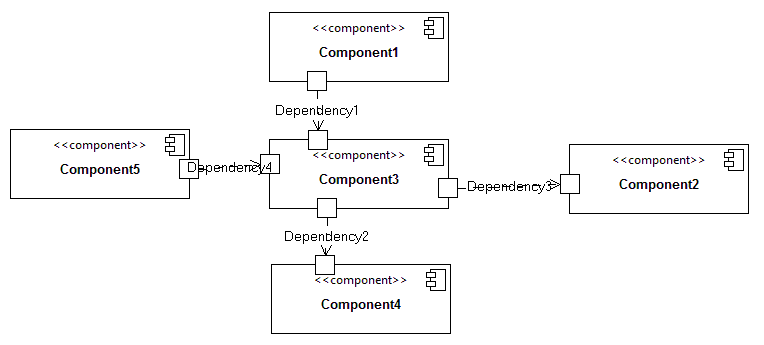 <<component>>
Component1
Dependency1
<<component>>
Component5
Dependency4
<<component>>
Component3
Dependency3
<<component>>
Component2
Dependency2
<<component>>
Component4